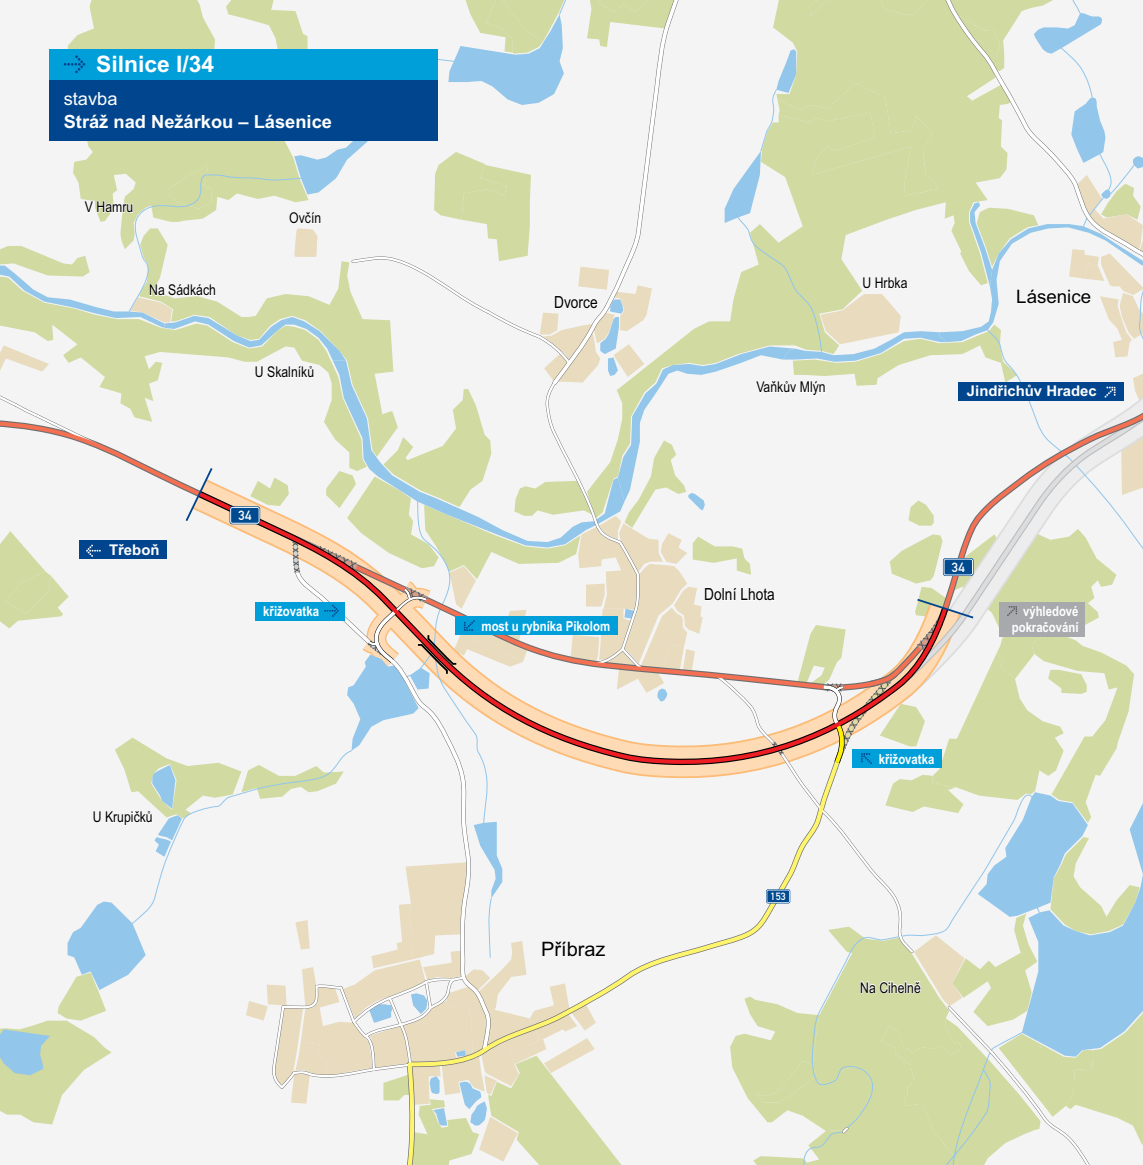 Silnice I/34
stavba
Stráž nad Nežárkou – Lásenice
V Hamru
Ovčín
Na Sádkách
U Hrbka
Lásenice
Dvorce
U Skalníků
Vaňkův Mlýn
Jindřichův Hradec
34
Třeboň
34
Dolní Lhota
křižovatka
výhledové
pokračování
most u rybníka Pikolom
křižovatka
U Krupičků
153
Příbraz
Na Cihelně